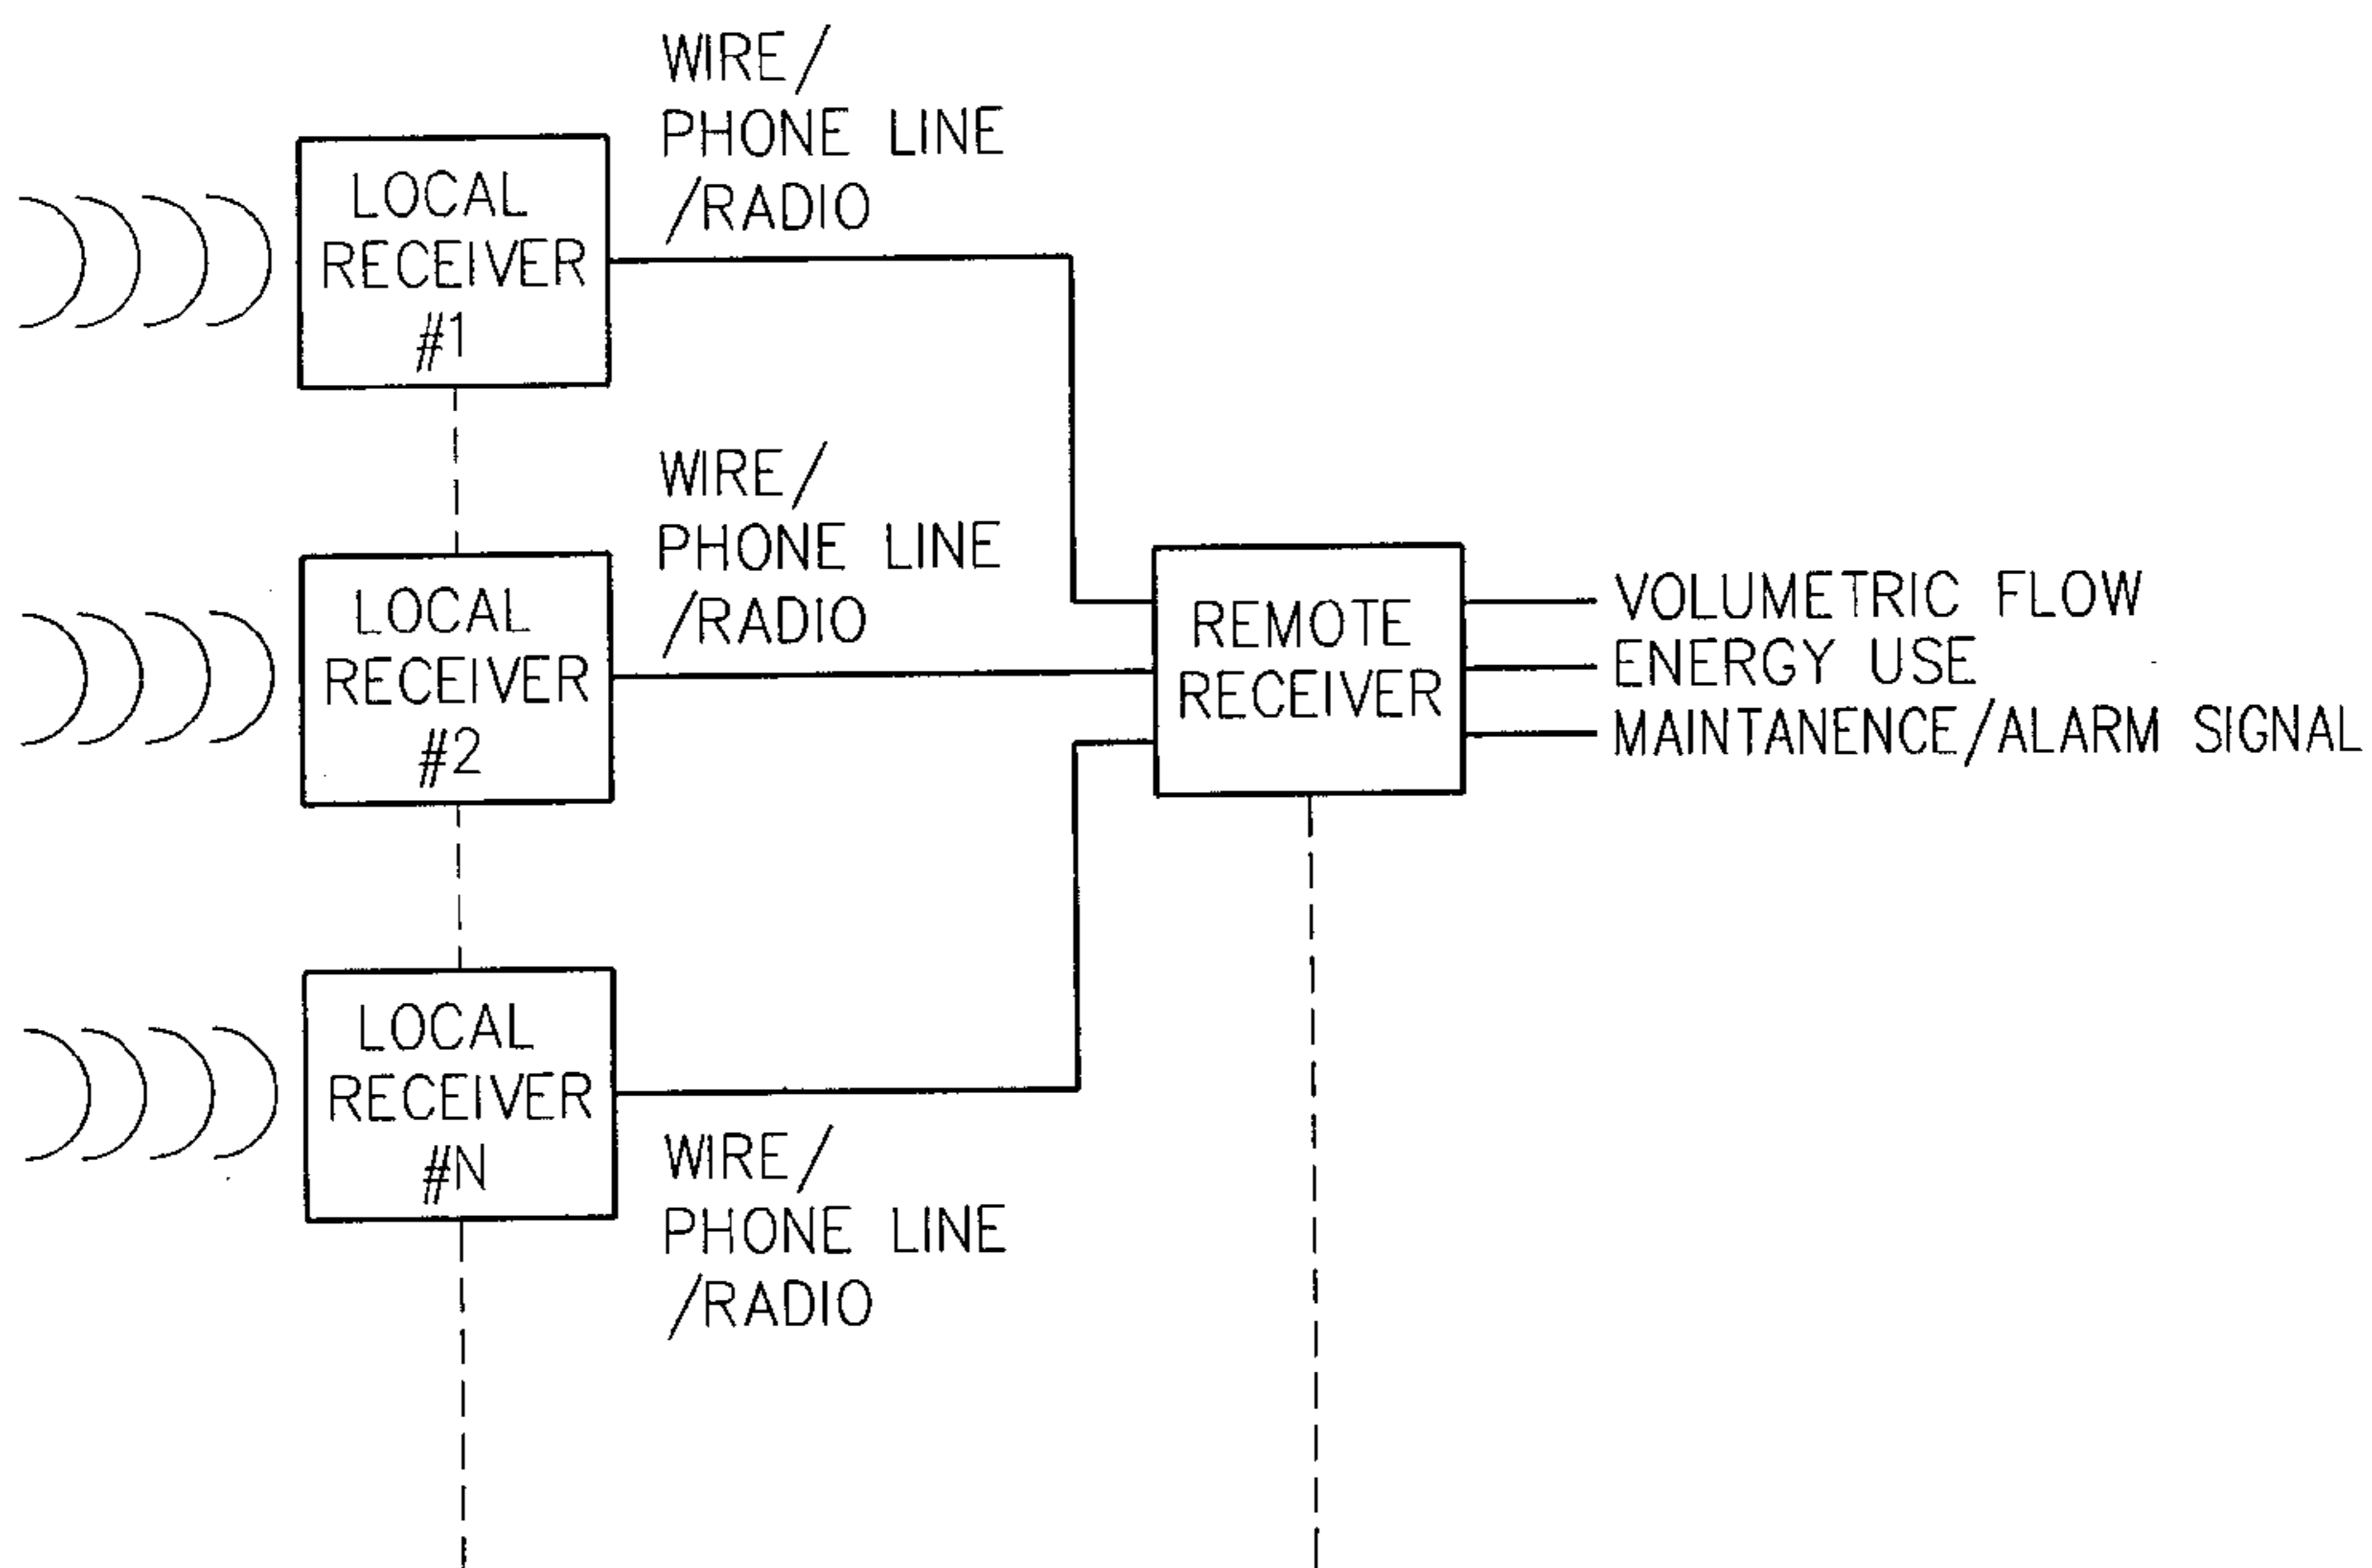 WIRE/
PHONE LINE
/RADIO
LOCAL
RECEIVER
#1
WIRE/
PHONE LINE
/RADIO
LOCAL
RECEIVER
#2
REMOTE
RECEIVER
VOLUMETRIC FLOW
ENERGY USE
MAINTANENCE/ALARM SIGNAL
LOCAL
RECEIVER
#N
WIRE/
PHONE LINE
/RADIO